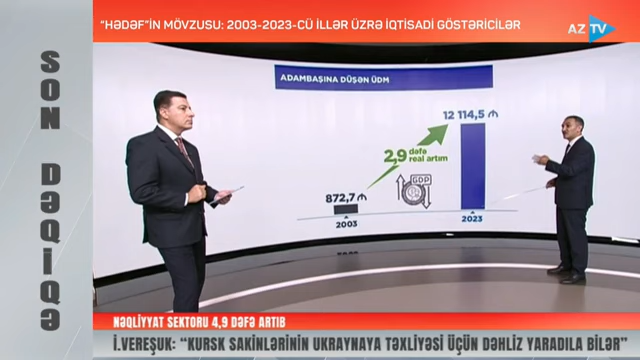 "HƏDƏF"İN MÖVZUSU: 2003-2023-CÜ İLLƏR ÜZRƏ İQTİSADİ GÖSTƏRİCİLƏR
AZTV
SON DƏQİQƏ
ADAMBAŞINA DÜŞƏN ÜDM
12 114,5 ₼
2,9 dəfə
real artım
GDP
872,7 ₼
2003
2023
NƏQLİYYAT SEKTORU 4,9 DƏFƏ ARTIB
İ.VEREŞUK: “KURSK SAKİNLƏRİNİN UKRAYNAYA TƏXLİYƏSİ ÜÇÜN DƏHLİZ YARADILA BİLƏR”